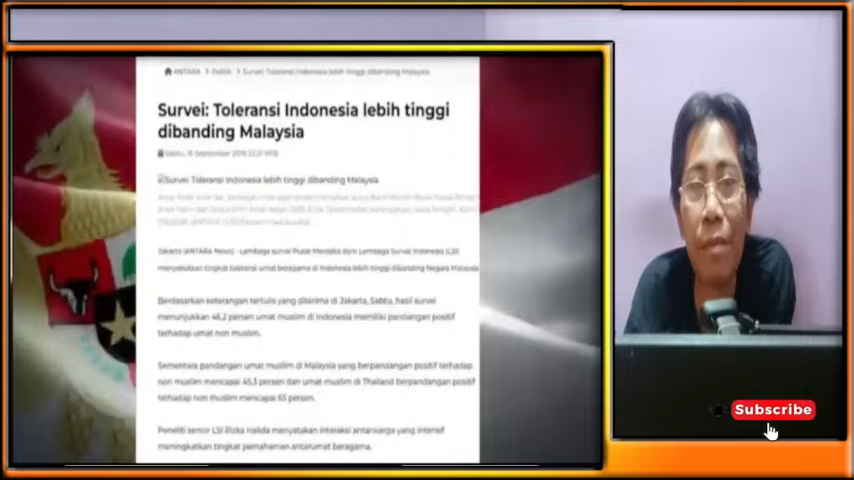 ANTARA > Politik > Survei: Toleransi Indonesia lebih tinggi dibanding Malaysia
Survei: Toleransi Indonesia lebih tinggi
dibanding Malaysia
Sabtu, 15 September 2018 22:21 WIB
Survei: Toleransi Indonesia lebih tinggi dibanding Malaysia
Jakarta (ANTARA News) - Lembaga survei Pusat Merdeka dam Lembaga Survei Indonesia (LSI)
menyebutkan tingkat toleransi umat beragama di Indonesia lebih tinggi dibanding Negara Malaysia
Berdasarkan keterangan tertulis yang diterima di Jakarta, Sabtu, hasil survei
menunjukkan 46,2 persen umat muslim di Indonesia memiliki pandangan positif
terhadap umat non muslim.
Sementara pandangan umat muslim di Malaysia yang berpansangan positif terhadap
non muslim mencapai 45,3 persen dan umat muslim di Thailand berpandangan positif
terhadap non muslim mencapai 65 persen.
Peneliti senior LSI Rizka Halida menyatakan interaksi antarwarga yang intensif
meningkatkan tingkat pemahaman antarumat beragama.
Subscribe